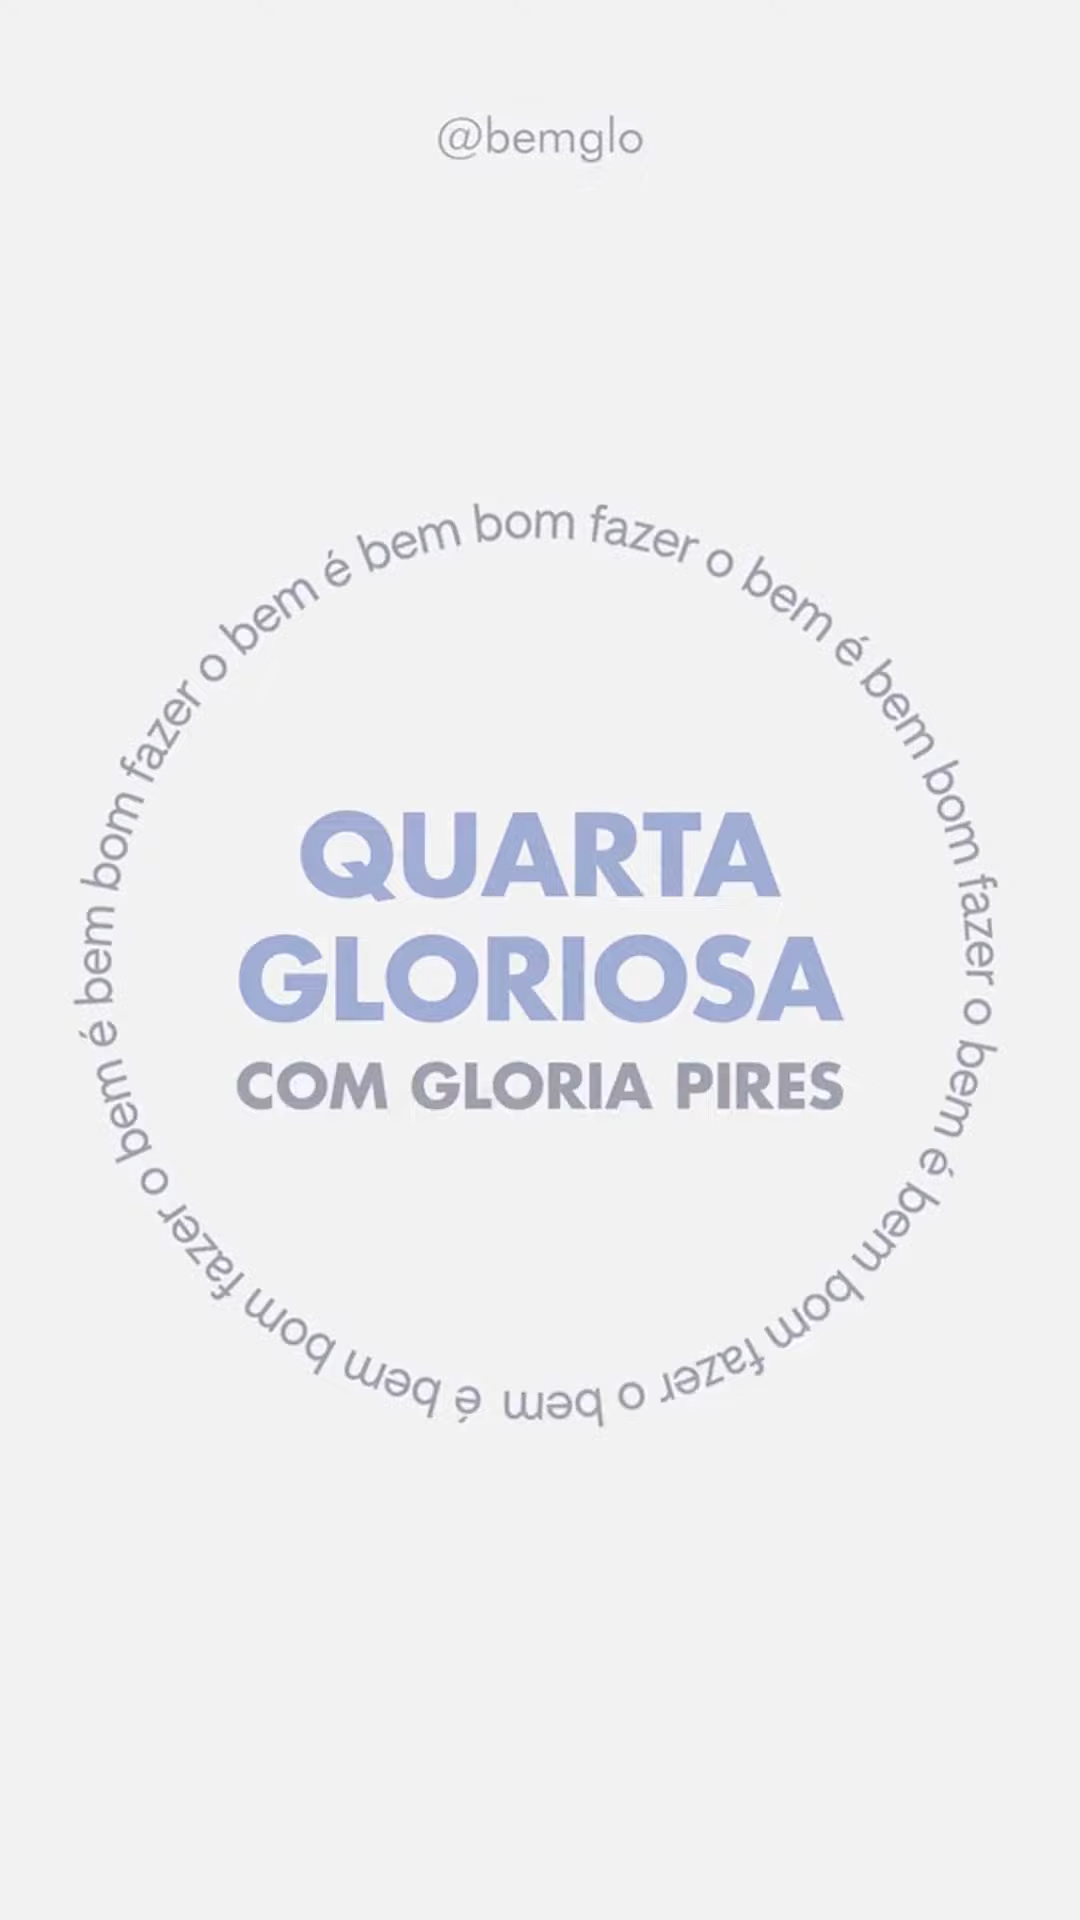 @bemglo
é bem bom fazer o bem é bem bom fazer o bem é bem bom fazer o bem é bem bom fazer o bem é bem bom fazer o bem
QUARTA
GLORIOSA
COM GLORIA PIRES